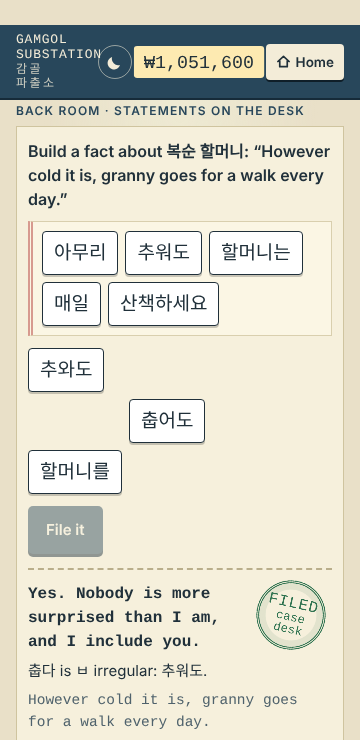 GAMGOL
SUBSTATION
감골
파출소
₩1,051,600
Home
BACK ROOM · STATEMENTS ON THE DESK
Build a fact about 복순 할머니: “However
cold it is, granny goes for a walk every
day.”
아무리 추워도 할머니는
매일 산책하세요
추와도
춥어도
할머니를
File it
Yes. Nobody is more
surprised than I am,
and I include you.
FILED
case
desk
춥다 is ㅂ irregular: 추워도.
However cold it is, granny goes
for a walk every day.